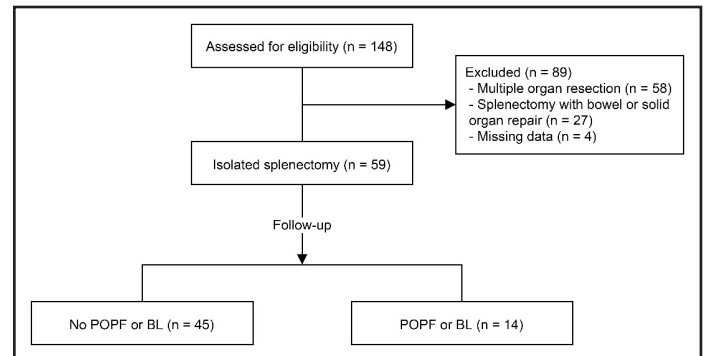 Assessed for eligibility (n = 148)
Excluded (n = 89)
- Multiple organ resection (n = 58)
- Splenectomy with bowel or solid
organ repair (n = 27)
- Missing data (n = 4)
Isolated splenectomy (n = 59)
Follow-up
No POPF or BL (n = 45)
POPF or BL (n = 14)